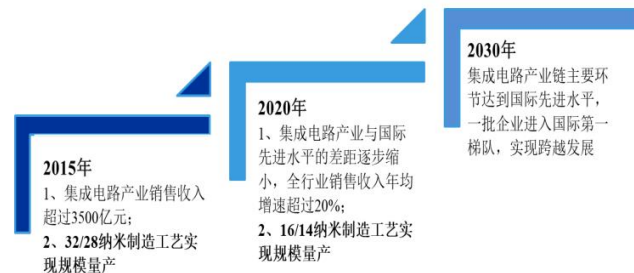 2015年
1、集成电路产业销售收入
超过3500亿元;
2、32/28纳米制造工艺实
现规模量产
2020年
1、集成电路产业与国际
先进水平的差距逐步缩
小，全行业销售收入年均
增速超过20%;
2、16/14纳米制造工艺实
现规模量产
2030年
集成电路产业链主要环
节达到国际先进水平，
一批企业进入国际第一
梯队，实现跨越发展